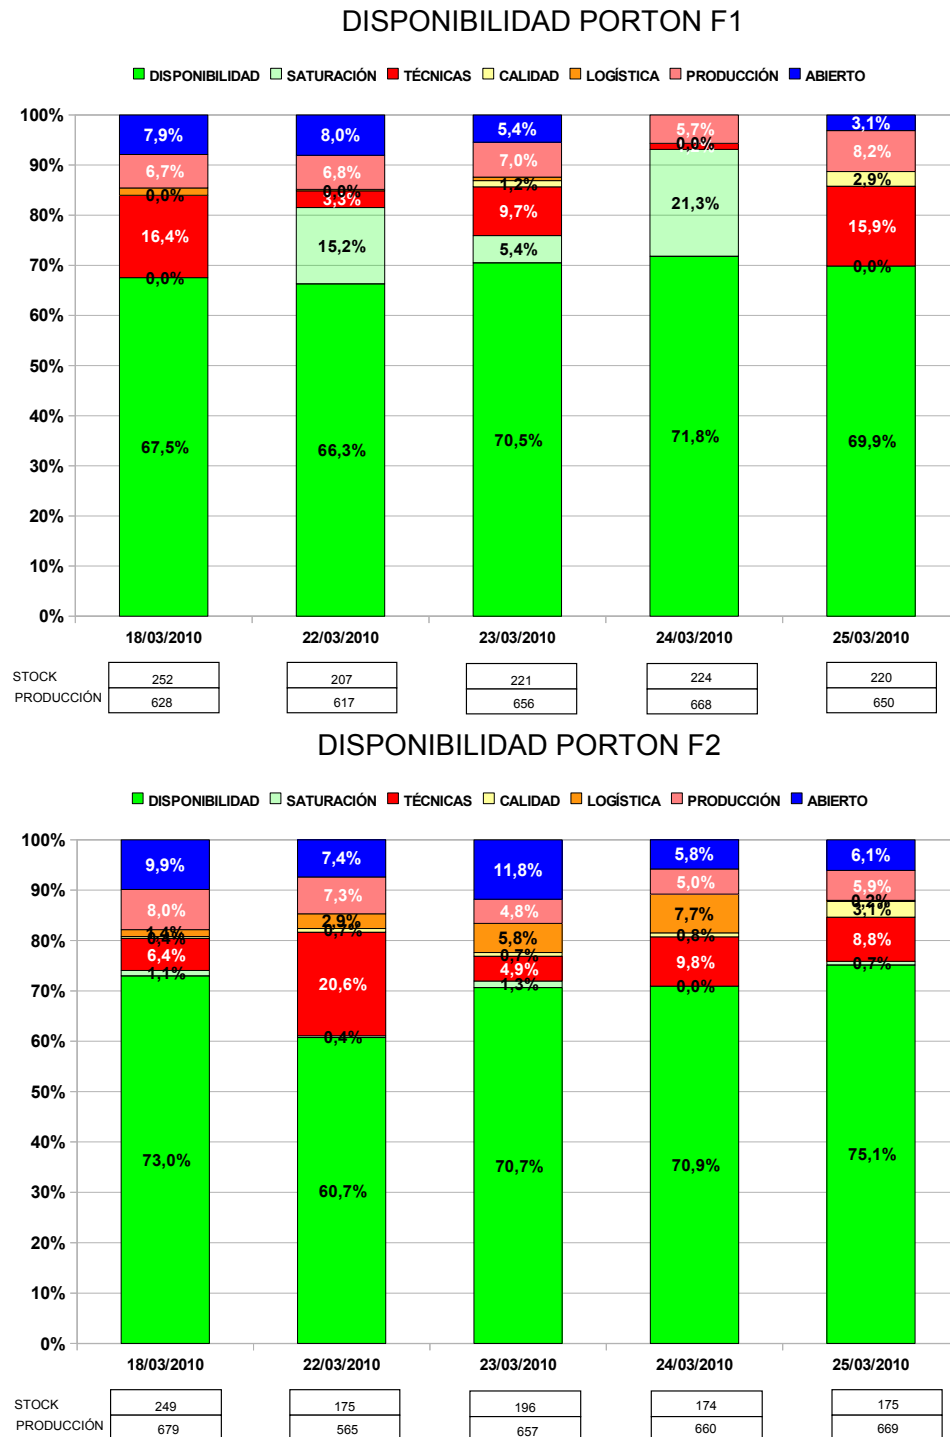 DISPONIBILIDAD PORTON F1
DISPONIBILIDAD SATURACIÓN TÉCNICAS CALIDAD LOGÍSTICA PRODUCCIÓN ABIERTO
100%
7,9% 8,0% 5,4% 5,7% 3,1%
6,7% 6,8% 7,0% 0,0% 8,2%
90%
0,0% 0,0% 1,2% 2,9%
3,3%
80%
16,4% 15,2% 9,7% 21,3% 15,9%
5,4%
70%
0,0% 0,0%
60%
50%
40%
67,5% 66,3% 70,5% 71,8% 69,9%
30%
20%
10%
0%
18/03/2010 22/03/2010 23/03/2010 24/03/2010 25/03/2010
STOCK 252 207 221 224 220
PRODUCCIÓN 628 617 656 668 650
DISPONIBILIDAD PORTON F2
DISPONIBILIDAD SATURACIÓN TÉCNICAS CALIDAD LOGÍSTICA PRODUCCIÓN ABIERTO
100%
9,9% 7,4% 11,8% 5,8% 6,1%
90%
8,0% 7,3% 4,8% 5,0% 5,9%
1,4% 2,9% 5,8% 7,7% 0,2%
0,4% 0,7% 0,7% 0,8% 3,1%
80%
6,4% 20,6% 4,9% 9,8% 8,8%
1,1% 0,4% 1,3% 0,0% 0,7%
70%
60%
50%
40%
73,0% 60,7% 70,7% 70,9% 75,1%
30%
20%
10%
0%
18/03/2010 22/03/2010 23/03/2010 24/03/2010 25/03/2010
STOCK 249 175 196 174 175
PRODUCCIÓN 679 565 657 660 669